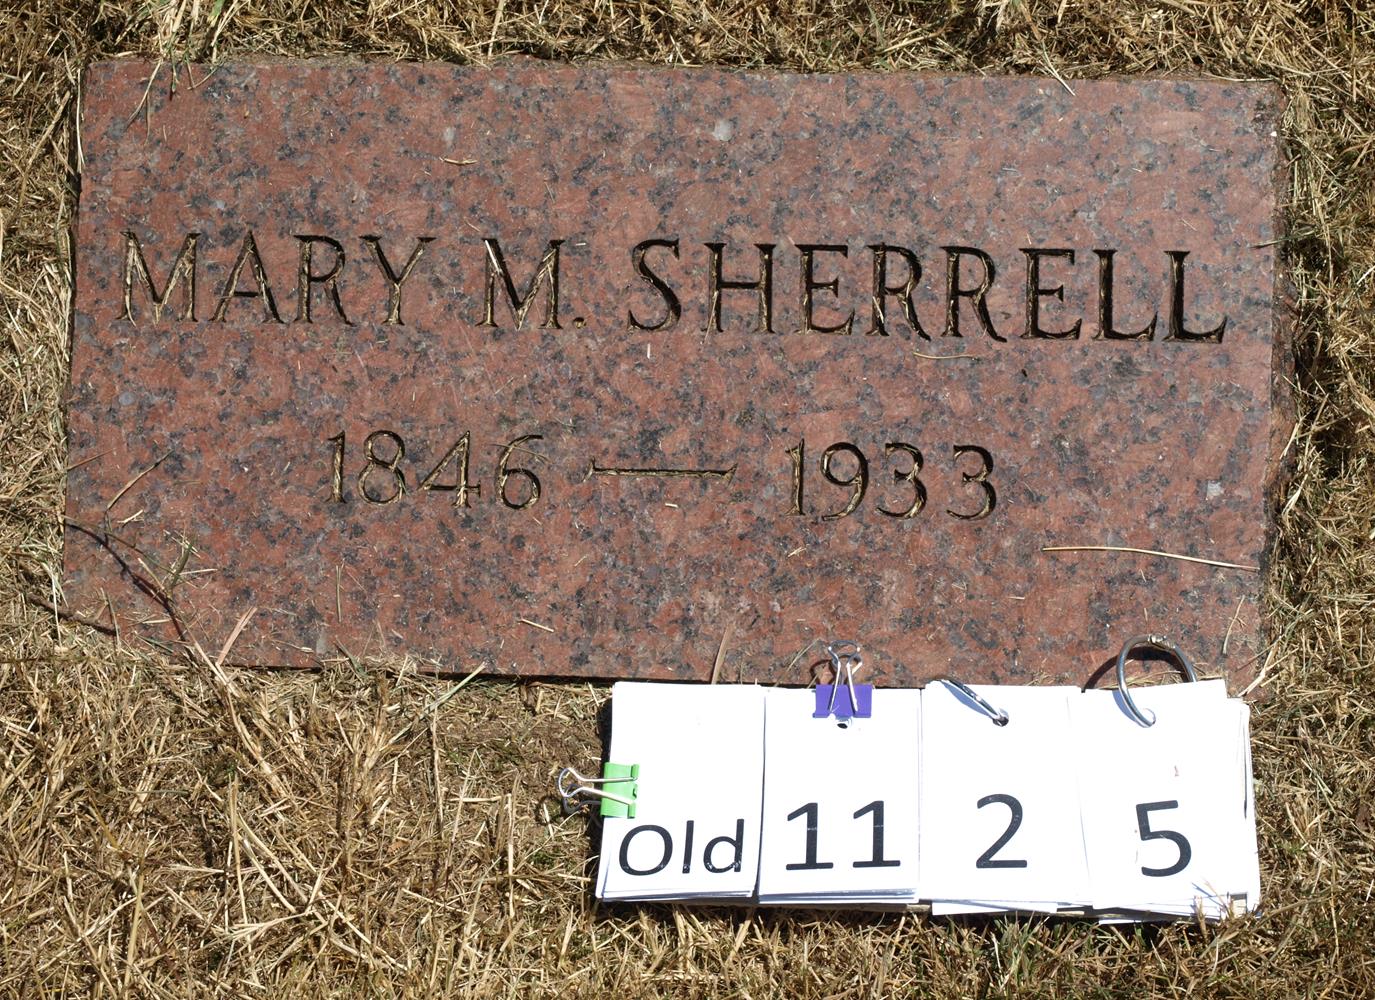 MARY M. SHERRELL
1846 — 1933
Old 11 2 5